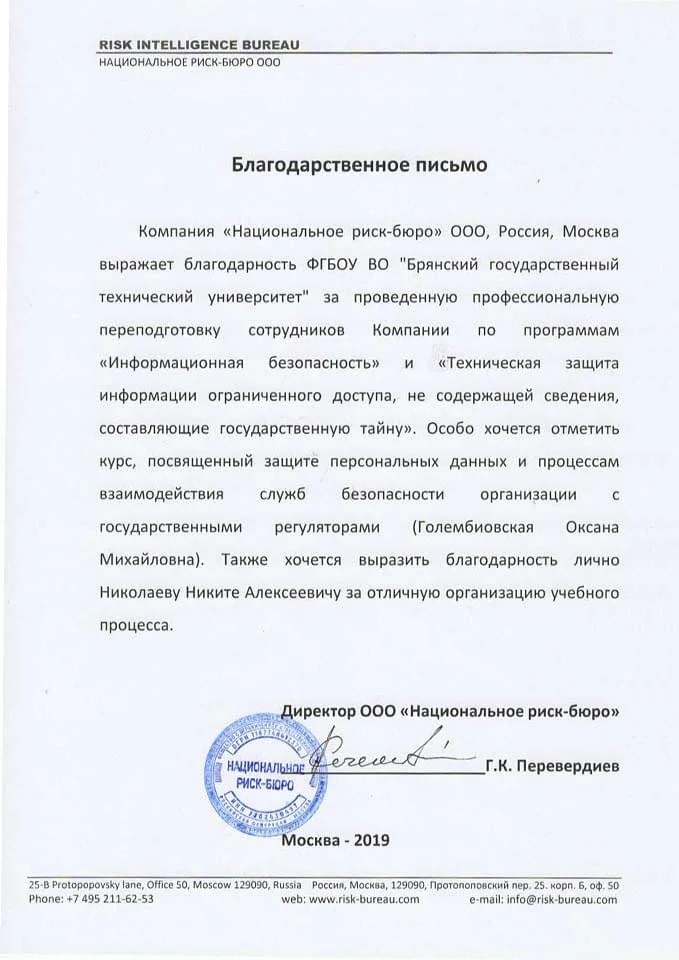 RISK INTELLIGENCE BUREAU
НАЦИОНАЛЬНОЕ РИСК-БЮРО ООО
Благодарственное письмо
Компания «Национальное риск-бюро» ООО, Россия, Москва
выражает благодарность ФГБОУ ВО "Брянский государственный
технический университет" за проведенную профессиональную
переподготовку сотрудников Компании по программам
«Информационная безопасность» и «Техническая защита
информации ограниченного доступа, не содержащей сведения,
составляющие государственную тайну». Особо хочется отметить
курс, посвященный защите персональных данных и процессам
взаимодействия служб безопасности организации с
государственными регуляторами (Голембиовская Оксана
Михайловна). Также хочется выразить благодарность лично
Николаеву Никите Алексеевичу за отличную организацию учебного
процесса.
Директор ООО «Национальное риск-бюро»
Г.К. Перевердиев
НАЦИОНАЛЬНОЕ
РИСК-БЮРО
Москва - 2019
25-B Protopopovsky lane, Office 50, Moscow 129090, Russia Россия, Москва, 129090, Протополовский пер. 25. корп. Б, оф. 50
Phone: +7 495 211-62-53 web: www.risk-bureau.com e-mail: info@risk-bureau.com